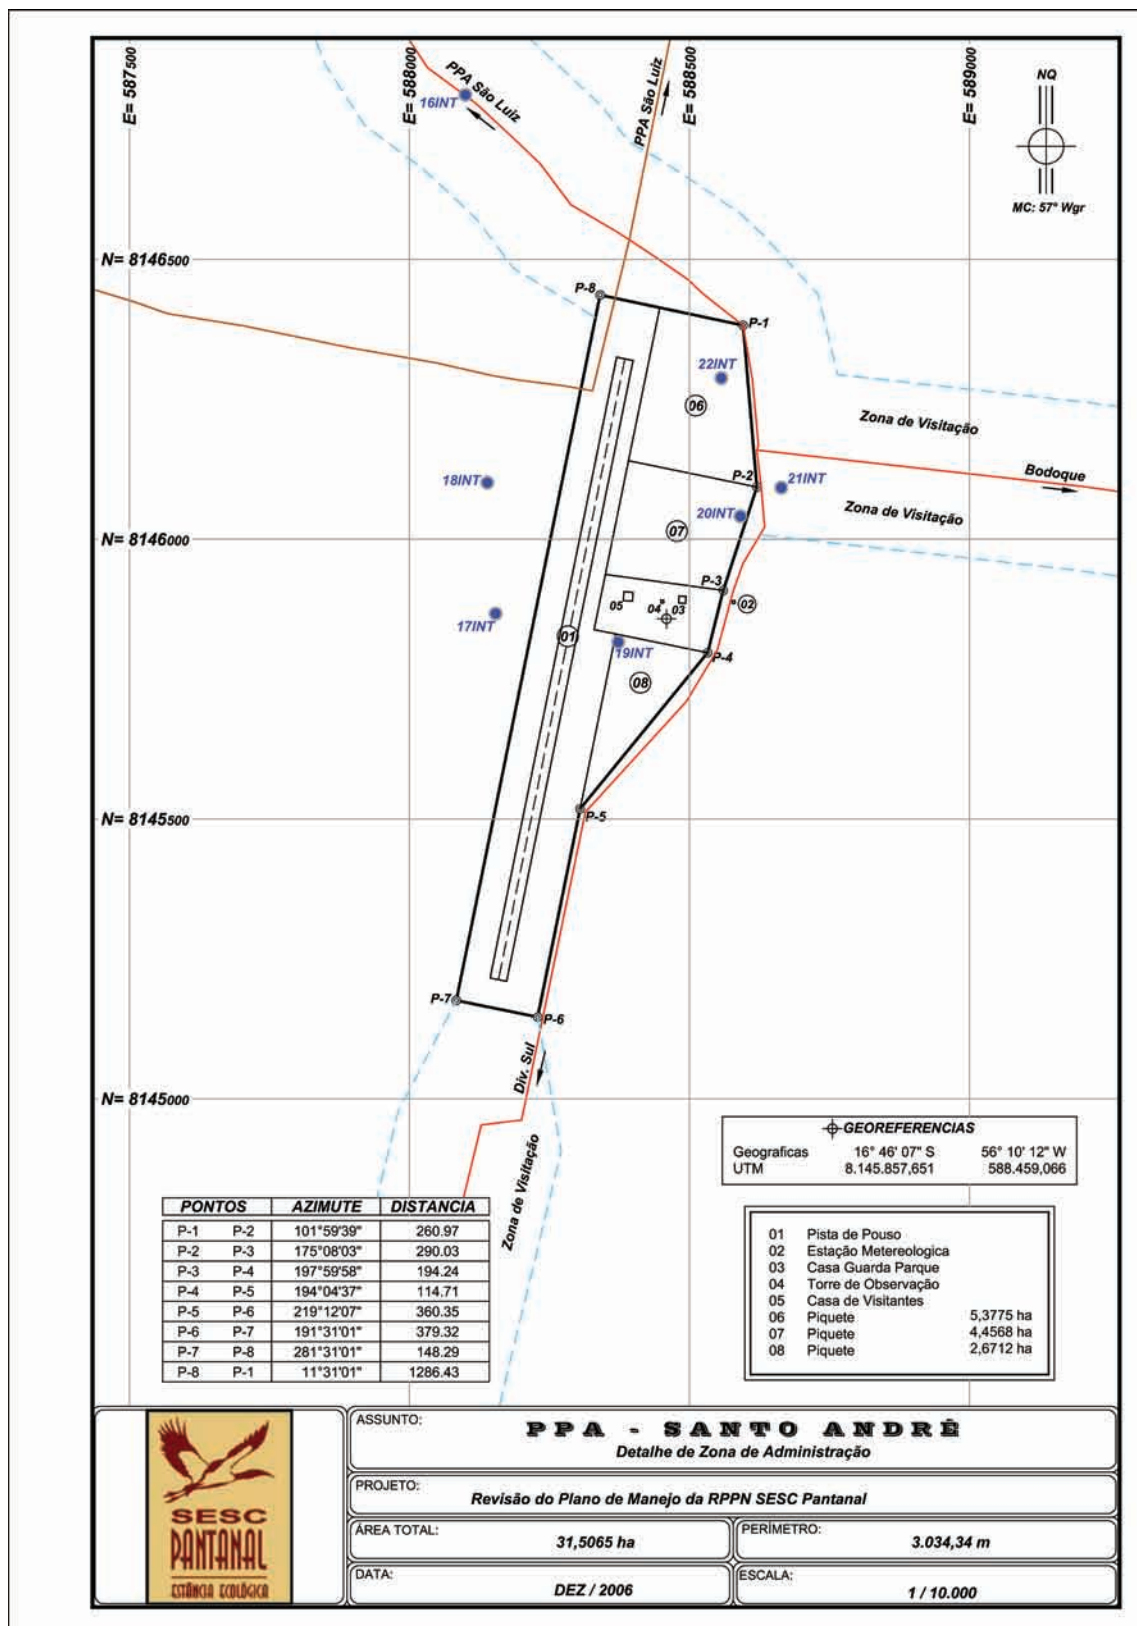 E= 587500
E= 588000
E= 588500
E= 589000
PPA São Luiz
16INT
PPA São Luiz
NQ
MC: 57° Wgr
N= 8146500
P-8
P-1
22INT
06
Zona de Visitação
Bodoque
P-2
21INT
18INT
20INT
Zona de Visitação
07
N= 8146000
P-3
05
04
03
02
17INT
01
19INT
P-4
08
N= 8145500
P-5
P-7
P-6
Div. Sul
N= 8145000
Zona de Visitação
GEOREFERENCIAS
Geograficas 16° 46' 07" S 56° 10' 12" W
UTM 8.145.857,651 588.459,066
PONTOS AZIMUTE DISTANCIA
P-1 P-2 101°59'39" 260.97
P-2 P-3 175°08'03" 290.03
P-3 P-4 197°59'58" 194.24
P-4 P-5 194°04'37" 114.71
P-5 P-6 219°12'07" 360.35
P-6 P-7 191°31'01" 379.32
P-7 P-8 281°31'01" 148.29
P-8 P-1 11°31'01" 1286.43
01 Pista de Pouso
02 Estação Metereologica
03 Casa Guarda Parque
04 Torre de Observação
05 Casa de Visitantes
06 Piquete 5,3775 ha
07 Piquete 4,4568 ha
08 Piquete 2,6712 ha
SESC
PANTANAL
ESTÂNCIA ECOLÓGICA
ASSUNTO:
PPA - SANTO ANDRÉ
Detalhe de Zona de Administração
PROJETO:
Revisão do Plano de Manejo da RPPN SESC Pantanal
ÁREA TOTAL:
31,5065 ha
PERÍMETRO:
3.034,34 m
DATA:
DEZ / 2006
ESCALA:
1 / 10.000